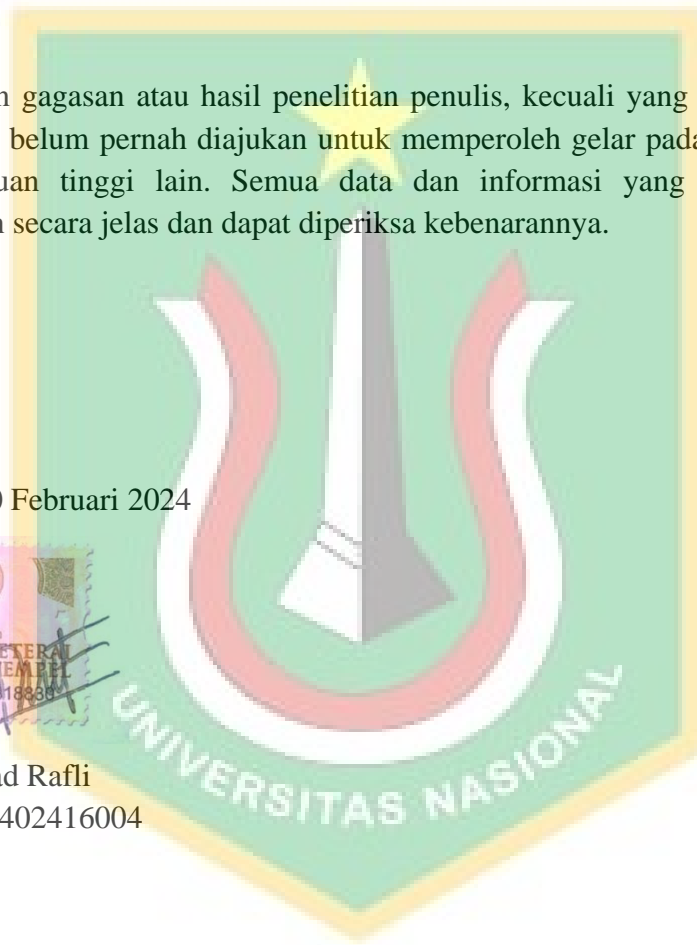 gagasan atau hasil penelitian penulis, kecuali yang
belum pernah diajukan untuk memperoleh gelar pada
tinggi lain. Semua data dan informasi yang
secara jelas dan dapat diperiksa kebenarannya.
Februari 2024
Rafli
402416004
UNIVERSITAS NASIONAL